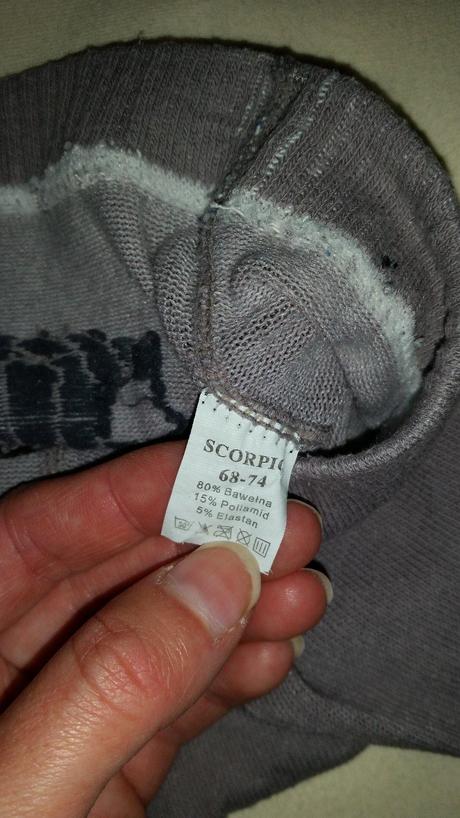 SCORPIO
68-74
80% Bawełna
15% Poliamid
5% Elastan